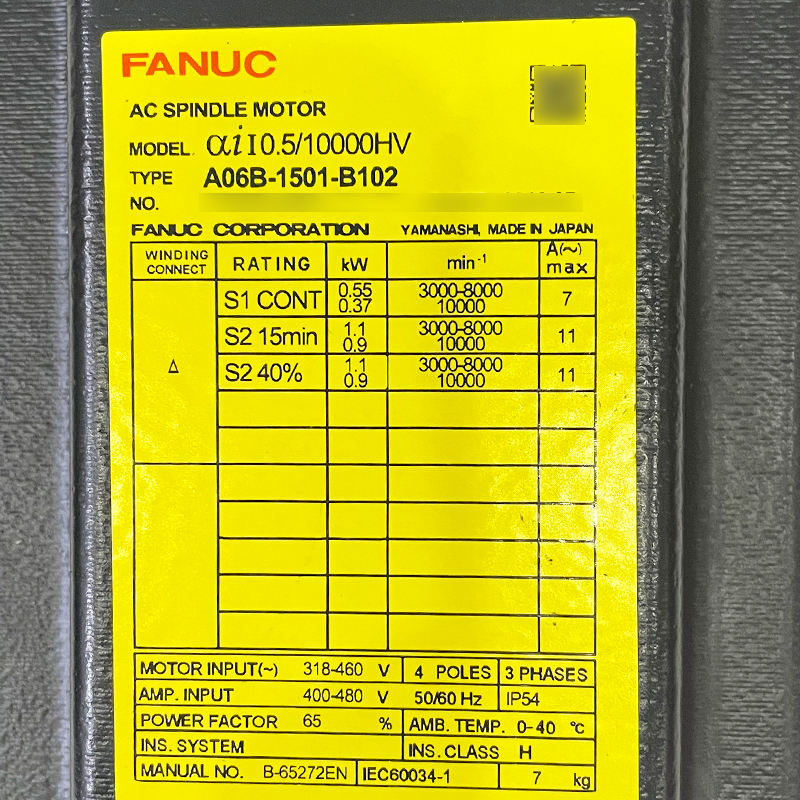 FANUC
AC SPINDLE MOTOR
MODEL αiI0.5/10000HV
TYPE A06B-1501-B102
NO.
FANUC CORPORATION YAMANASHI, MADE IN JAPAN
WINDING CONNECT RATING kW min-1 A(~) max
S1 CONT 0.55 0.37 3000-8000 10000 7
S2 15min 1.1 0.9 3000-8000 10000 11
Δ S2 40% 1.1 0.9 3000-8000 10000 11
MOTOR INPUT(~) 318-460 V 4 POLES 3 PHASES
AMP. INPUT 400-480 V 50/60 Hz IP54
POWER FACTOR 65 % AMB. TEMP. 0-40 ℃
INS. SYSTEM INS. CLASS H
MANUAL NO. B-65272EN IEC60034-1 7 kg